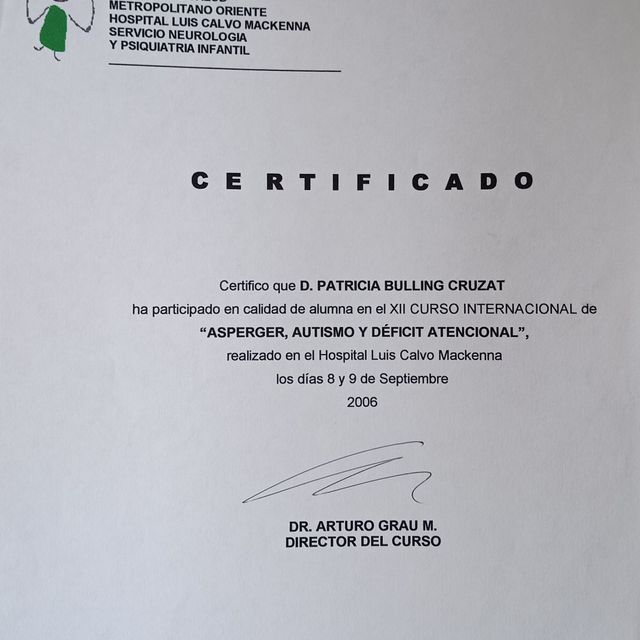 METROPOLITANO ORIENTE
HOSPITAL LUIS CALVO MACKENNA
SERVICIO NEUROLOGIA
Y PSIQUIATRIA INFANTIL
CERTIFICADO
Certifico que D. PATRICIA BULLING CRUZAT
ha participado en calidad de alumna en el XII CURSO INTERNACIONAL de
“ASPERGER, AUTISMO Y DÉFICIT ATENCIONAL”,
realizado en el Hospital Luis Calvo Mackenna
los días 8 y 9 de Septiembre
2006
DR. ARTURO GRAU M.
DIRECTOR DEL CURSO